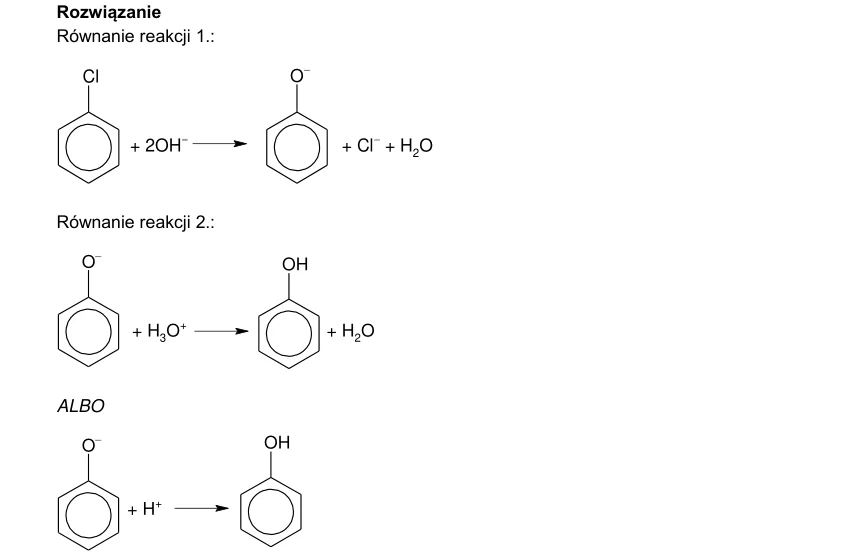 Rozwiązanie
Równanie reakcji 1.:
Cl O⁻
+ 2OH⁻ + Cl⁻ + H₂O
Równanie reakcji 2.:
O⁻ OH
+ H₃O⁺ + H₂O
ALBO
O⁻ OH
+ H⁺